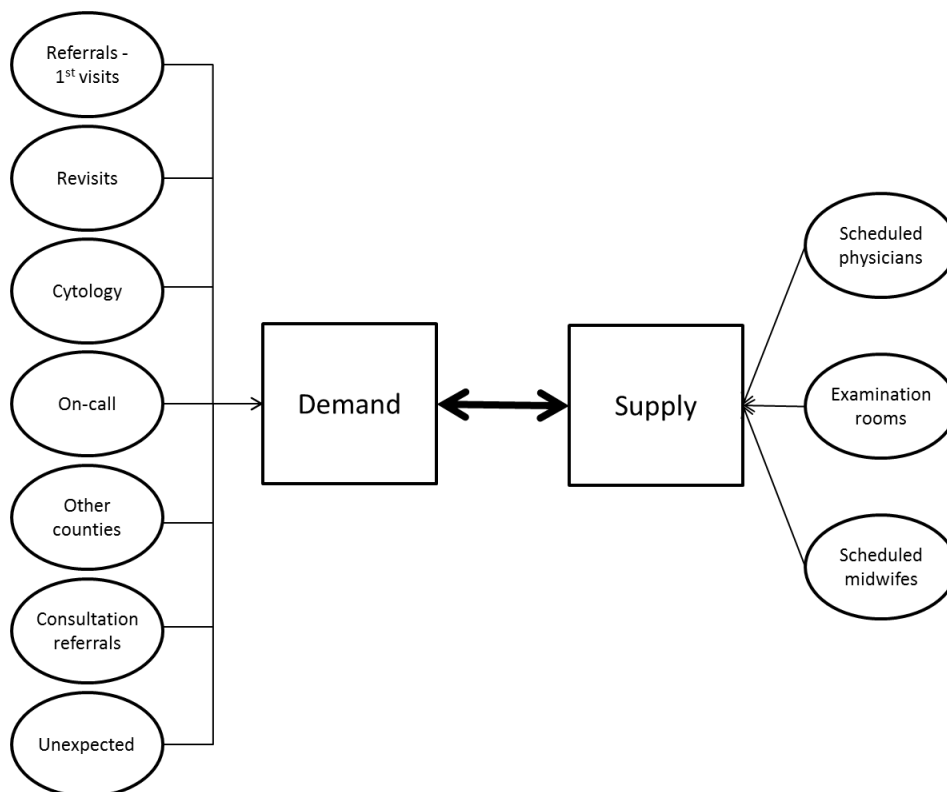 Referrals -
1st visits
Revisits
Cytology
On-call
Other
counties
Consultation
referrals
Unexpected
Demand
Supply
Scheduled
physicians
Examination
rooms
Scheduled
midwifes